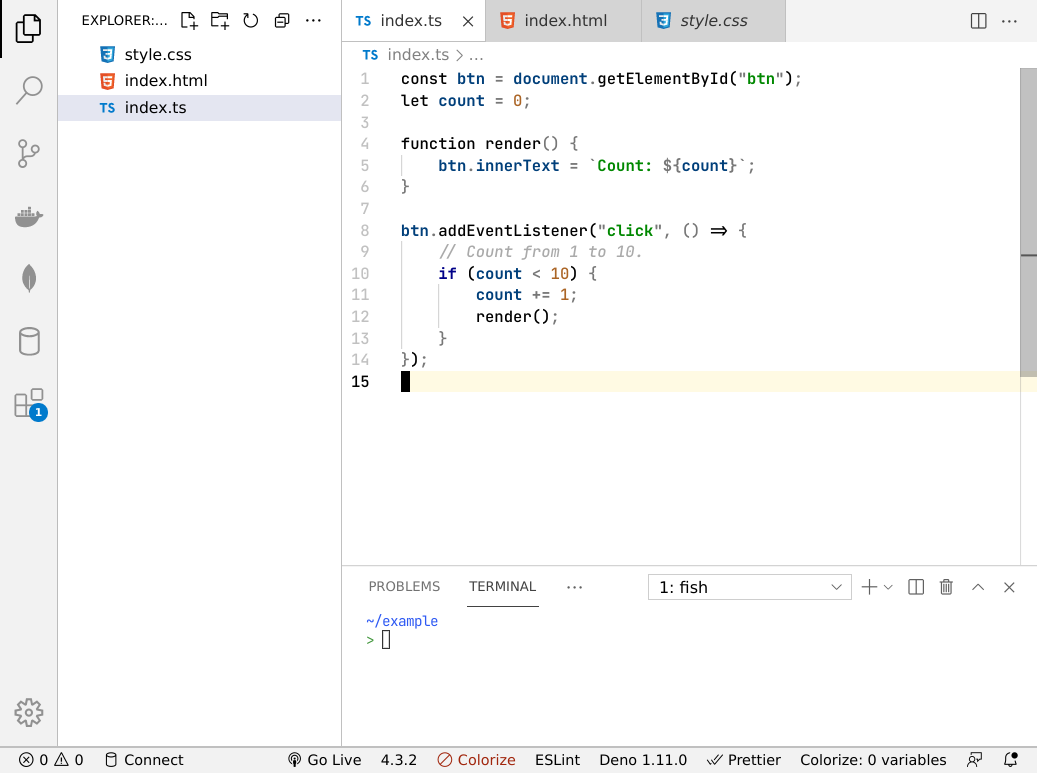 EXPLORER:...
style.css
index.html
TS index.ts
1
TS index.ts
index.html
style.css
TS index.ts > ...
1 const btn = document.getElementById("btn");
2 let count = 0;
3
4 function render() {
5 btn.innerText = `Count: ${count}`;
6 }
7
8 btn.addEventListener("click", () => {
9 // Count from 1 to 10.
10 if (count < 10) {
11 count += 1;
12 render();
13 }
14 });
15
PROBLEMS TERMINAL ... 1: fish
~/example
>
0 0 Connect Go Live 4.3.2 Colorize ESLint Deno 1.11.0 Prettier Colorize: 0 variables